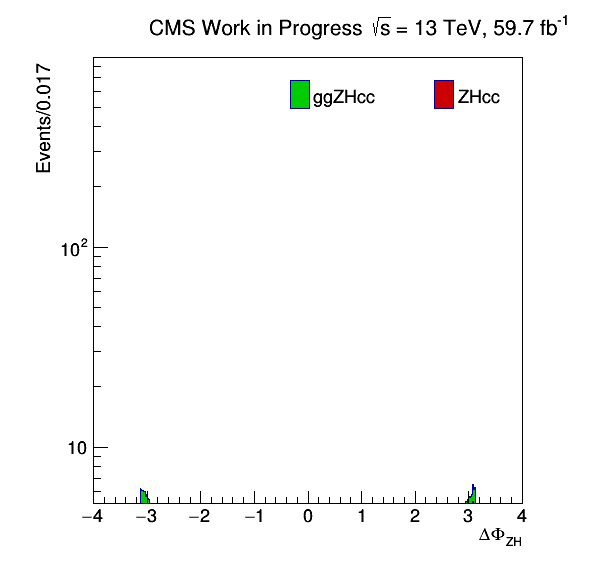 CMS Work in Progress √s = 13 TeV, 59.7 fb⁻¹
Events/0.017
ggZHcc ZHcc
10²
10
−4 −3 −2 −1 0 1 2 3 4
ΔΦ_ZH